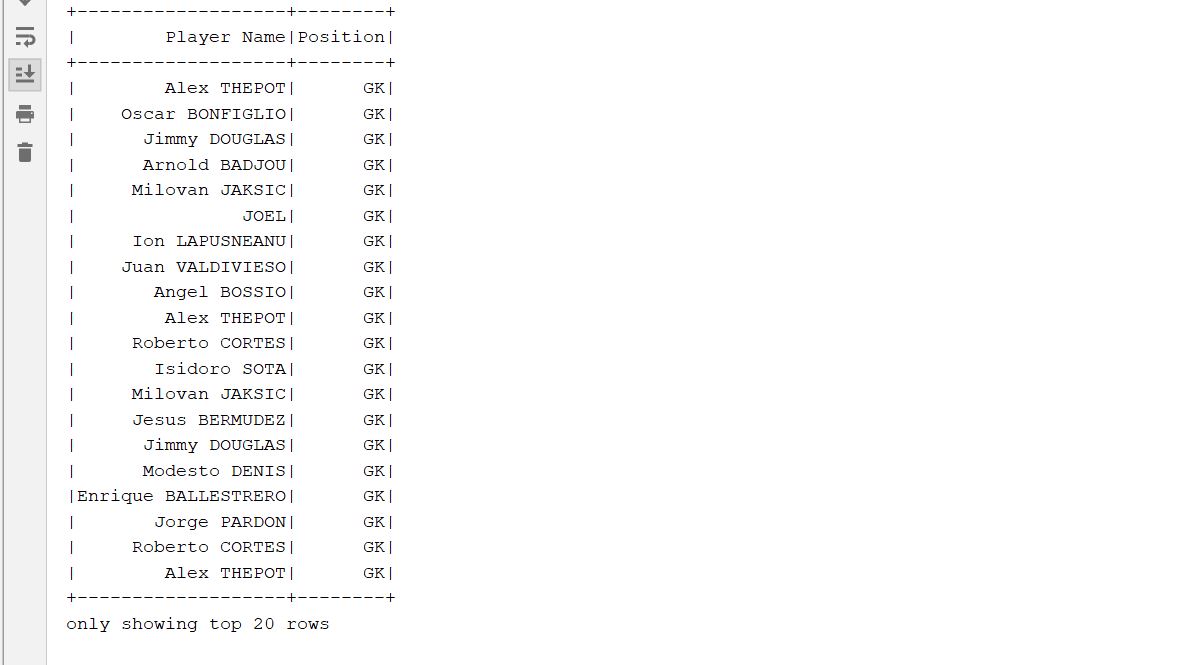 +-------------------+--------+
|        Player Name|Position|
+-------------------+--------+
|        Alex THEPOT|      GK|
|    Oscar BONFIGLIO|      GK|
|      Jimmy DOUGLAS|      GK|
|      Arnold BADJOU|      GK|
|     Milovan JAKSIC|      GK|
|               JOEL|      GK|
|     Ion LAPUSNEANU|      GK|
|    Juan VALDIVIESO|      GK|
|       Angel BOSSIO|      GK|
|        Alex THEPOT|      GK|
|     Roberto CORTES|      GK|
|       Isidoro SOTA|      GK|
|     Milovan JAKSIC|      GK|
|     Jesus BERMUDEZ|      GK|
|      Jimmy DOUGLAS|      GK|
|      Modesto DENIS|      GK|
|Enrique BALLESTRERO|      GK|
|       Jorge PARDON|      GK|
|     Roberto CORTES|      GK|
|        Alex THEPOT|      GK|
+-------------------+--------+
only showing top 20 rows